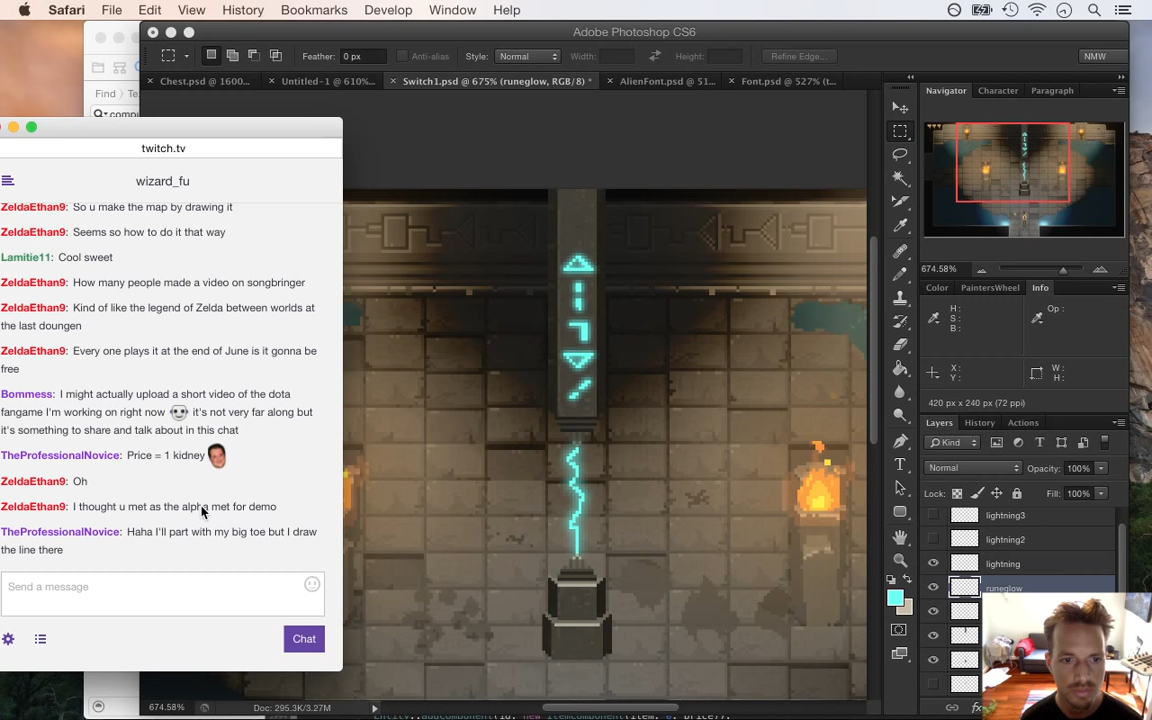 Safari File Edit View History Bookmarks Develop Window Help
Adobe Photoshop CS6
Feather: 0 px Anti-alias Style: Normal Width: Height: Refine Edge... NMW
Chest.psd @ 1600... Untitled-1 @ 610%... Switch1.psd @ 675% (runeglow, RGB/8) * AlienFont.psd @ 51... Font.psd @ 527% (t...
Find
twitch.tv
wizard_fu
ZeldaEthan9: So u make the map by drawing it
ZeldaEthan9: Seems so how to do it that way
Lamitie11: Cool sweet
ZeldaEthan9: How many people made a video on songbringer
ZeldaEthan9: Kind of like the legend of Zelda between worlds at
the last doungen
ZeldaEthan9: Every one plays it at the end of June is it gonna be
free
Bommess: I might actually upload a short video of the dota
fangame I'm working on right now it's not very far along but
it's something to share and talk about in this chat
TheProfessionalNovice: Price = 1 kidney
ZeldaEthan9: Oh
ZeldaEthan9: I thought u met as the alpha met for demo
TheProfessionalNovice: Haha I'll part with my big toe but I draw
the line there
Send a message
Chat
674.58% Doc: 295.3K/3.27M
Navigator Character Paragraph
674.58%
Color PaintersWheel Info
H: Op:
S:
B:
X: W:
Y: H:
420 px x 240 px (72 ppi)
Layers History Actions
Kind
Normal Opacity: 100%
Lock: Fill: 100%
lightning3
lightning2
lightning
runeglow
fx